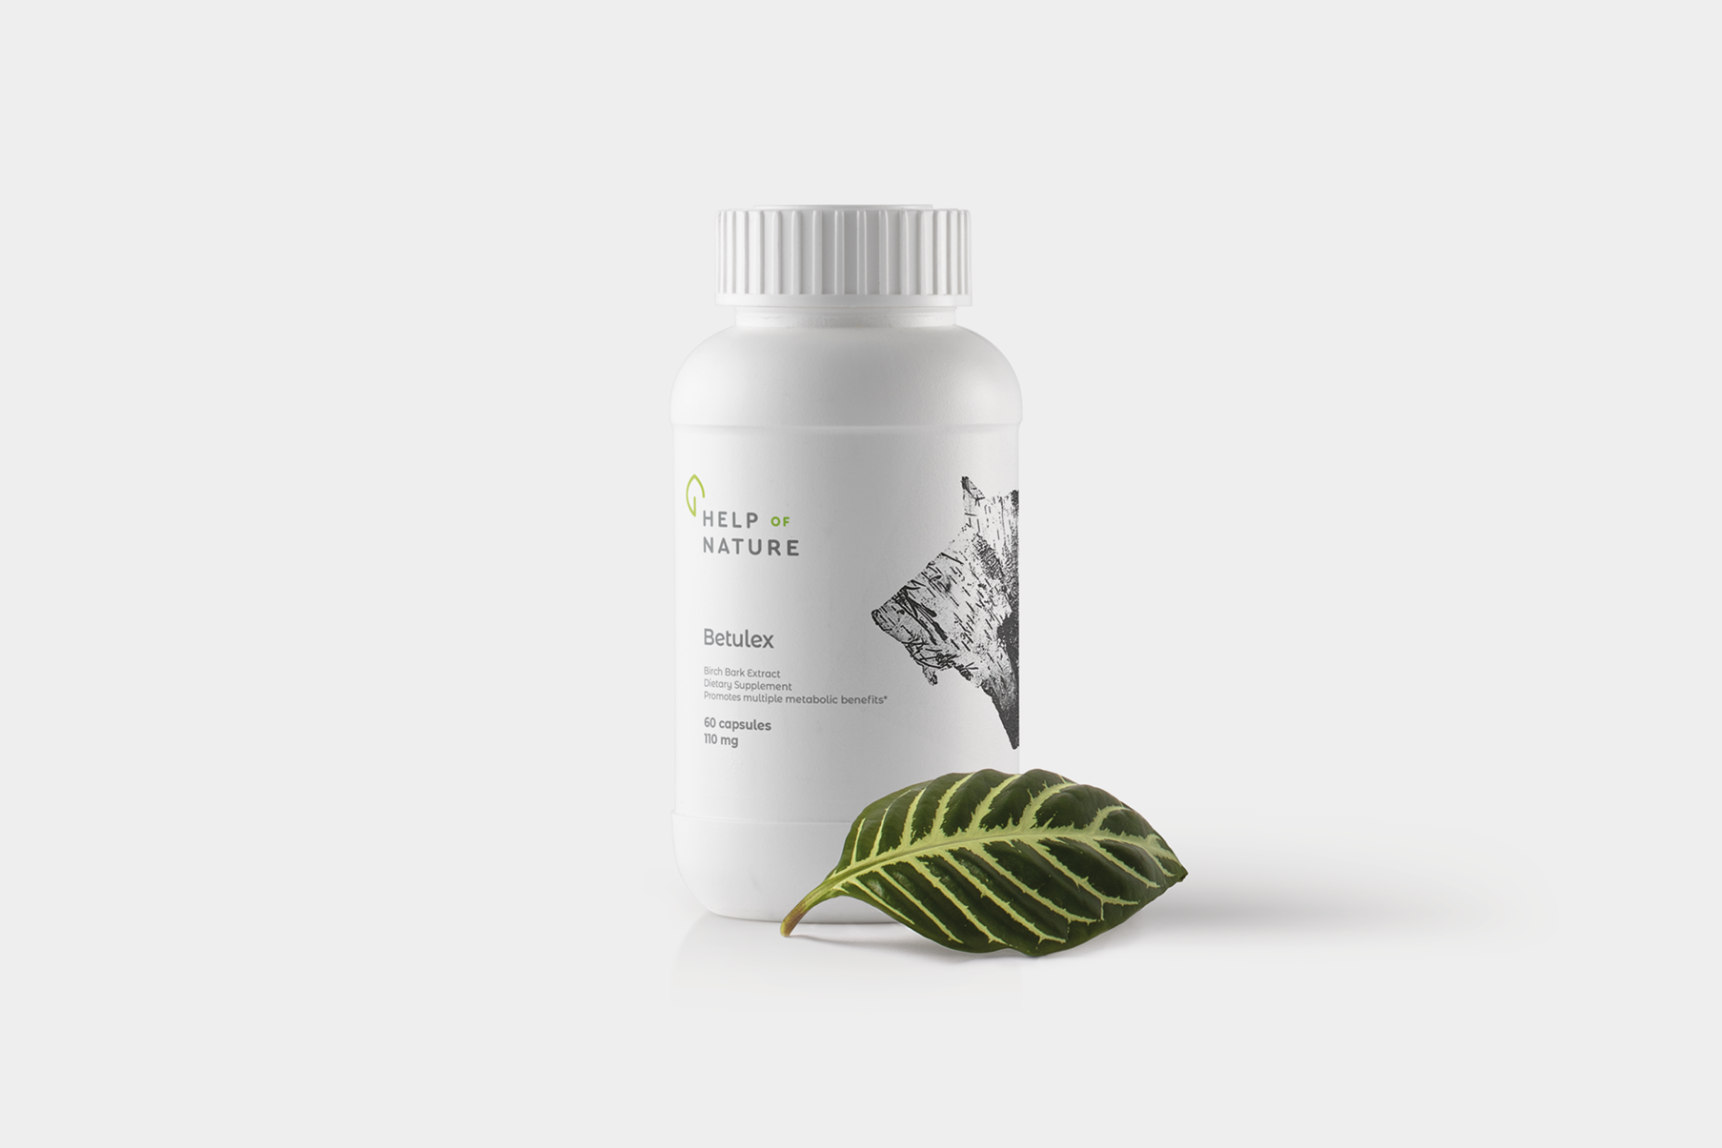 HELP OF
NATURE
Betulex
Birch Bark Extract
Dietary Supplement
Promotes multiple metabolic benefits*
60 capsules
110 mg